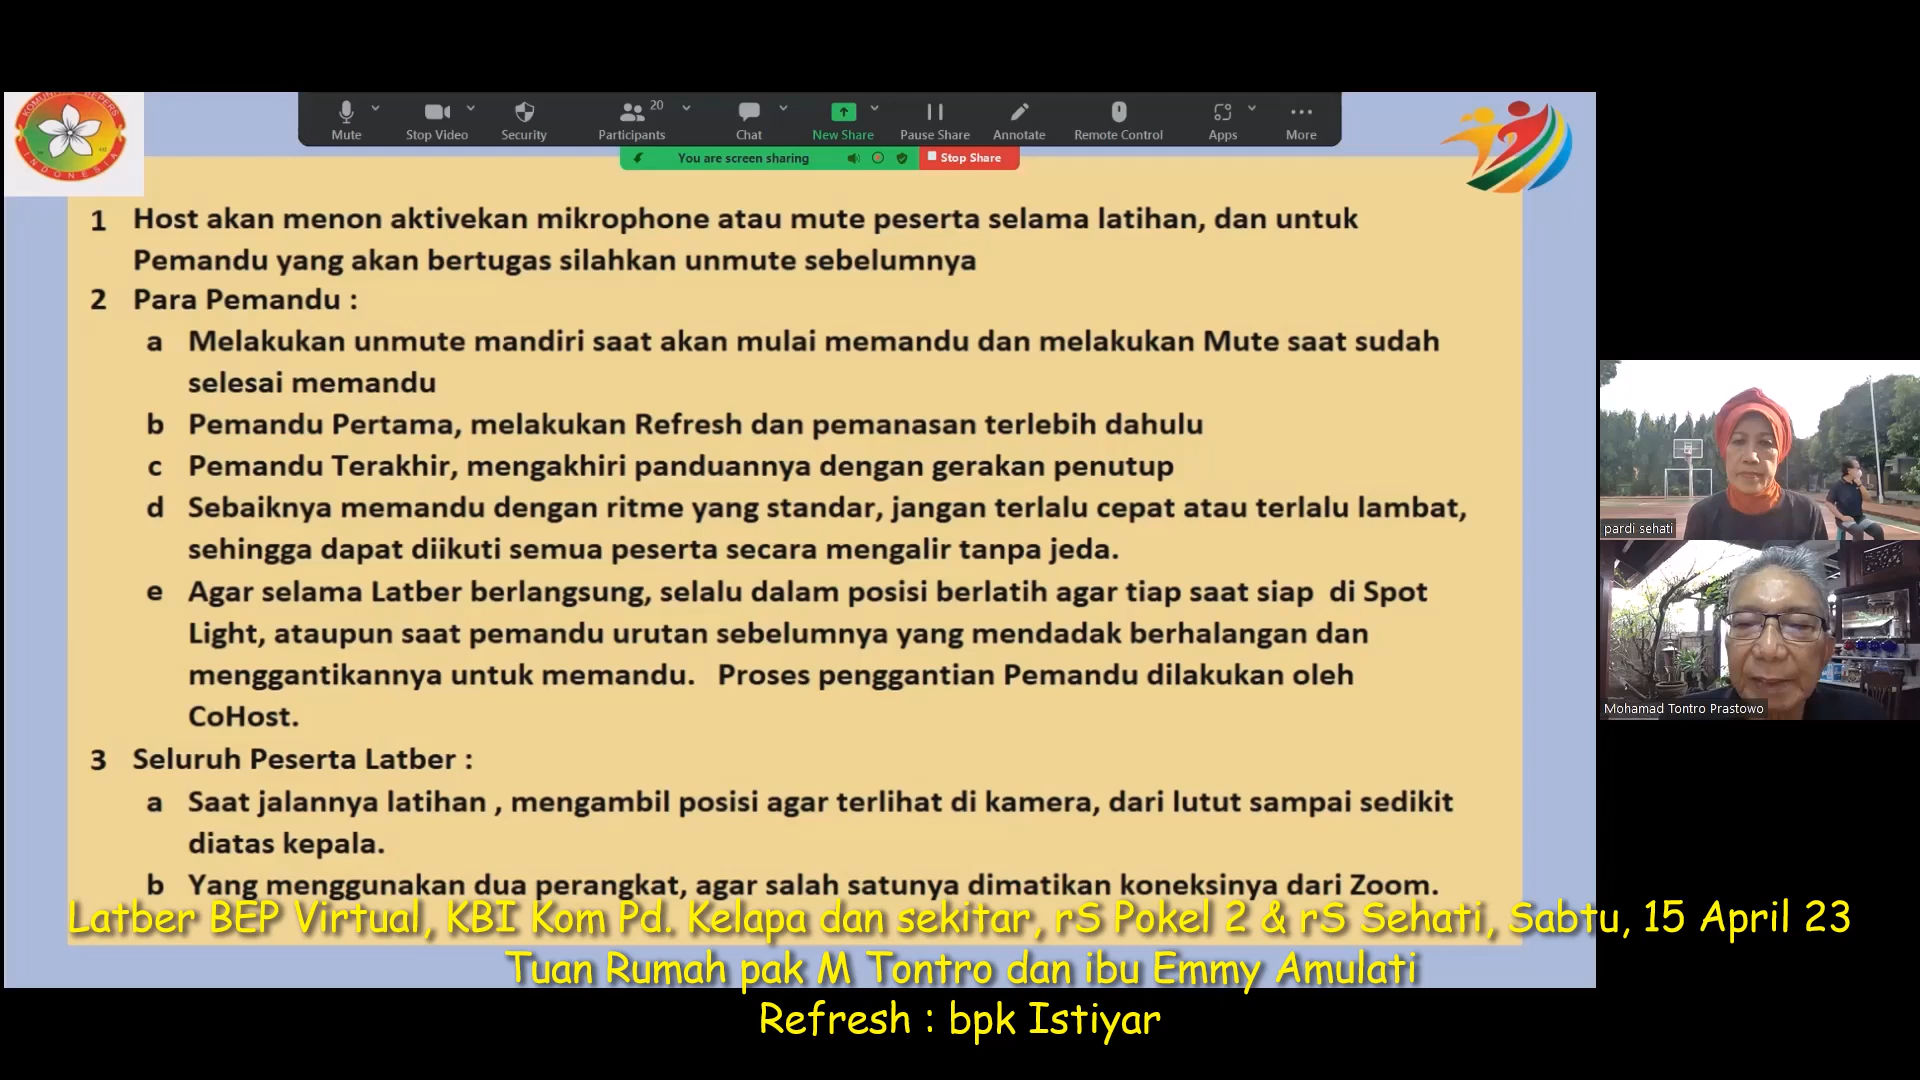 KOMUNITAS BEPERS
INDONESIA
Mute
Stop Video
Security
Participants
20
Chat
New Share
Pause Share
Annotate
Remote Control
Apps
More
You are screen sharing
Stop Share
1 Host akan menon aktivekan mikrophone atau mute peserta selama latihan, dan untuk
Pemandu yang akan bertugas silahkan unmute sebelumnya
2 Para Pemandu :
a Melakukan unmute mandiri saat akan mulai memandu dan melakukan Mute saat sudah
selesai memandu
b Pemandu Pertama, melakukan Refresh dan pemanasan terlebih dahulu
c Pemandu Terakhir, mengakhiri panduannya dengan gerakan penutup
d Sebaiknya memandu dengan ritme yang standar, jangan terlalu cepat atau terlalu lambat,
sehingga dapat diikuti semua peserta secara mengalir tanpa jeda.
e Agar selama Latber berlangsung, selalu dalam posisi berlatih agar tiap saat siap di Spot
Light, ataupun saat pemandu urutan sebelumnya yang mendadak berhalangan dan
menggantikannya untuk memandu. Proses penggantian Pemandu dilakukan oleh
CoHost.
3 Seluruh Peserta Latber :
a Saat jalannya latihan , mengambil posisi agar terlihat di kamera, dari lutut sampai sedikit
diatas kepala.
b Yang menggunakan dua perangkat, agar salah satunya dimatikan koneksinya dari Zoom.
pardi sehati
Mohamad Tontro Prastowo
Latber BEP Virtual, KBI Kom Pd. Kelapa dan sekitar, rS Pokel 2 & rS Sehati, Sabtu, 15 April 23
Tuan Rumah pak M Tontro dan ibu Emmy Amulati
Refresh : bpk Istiyar